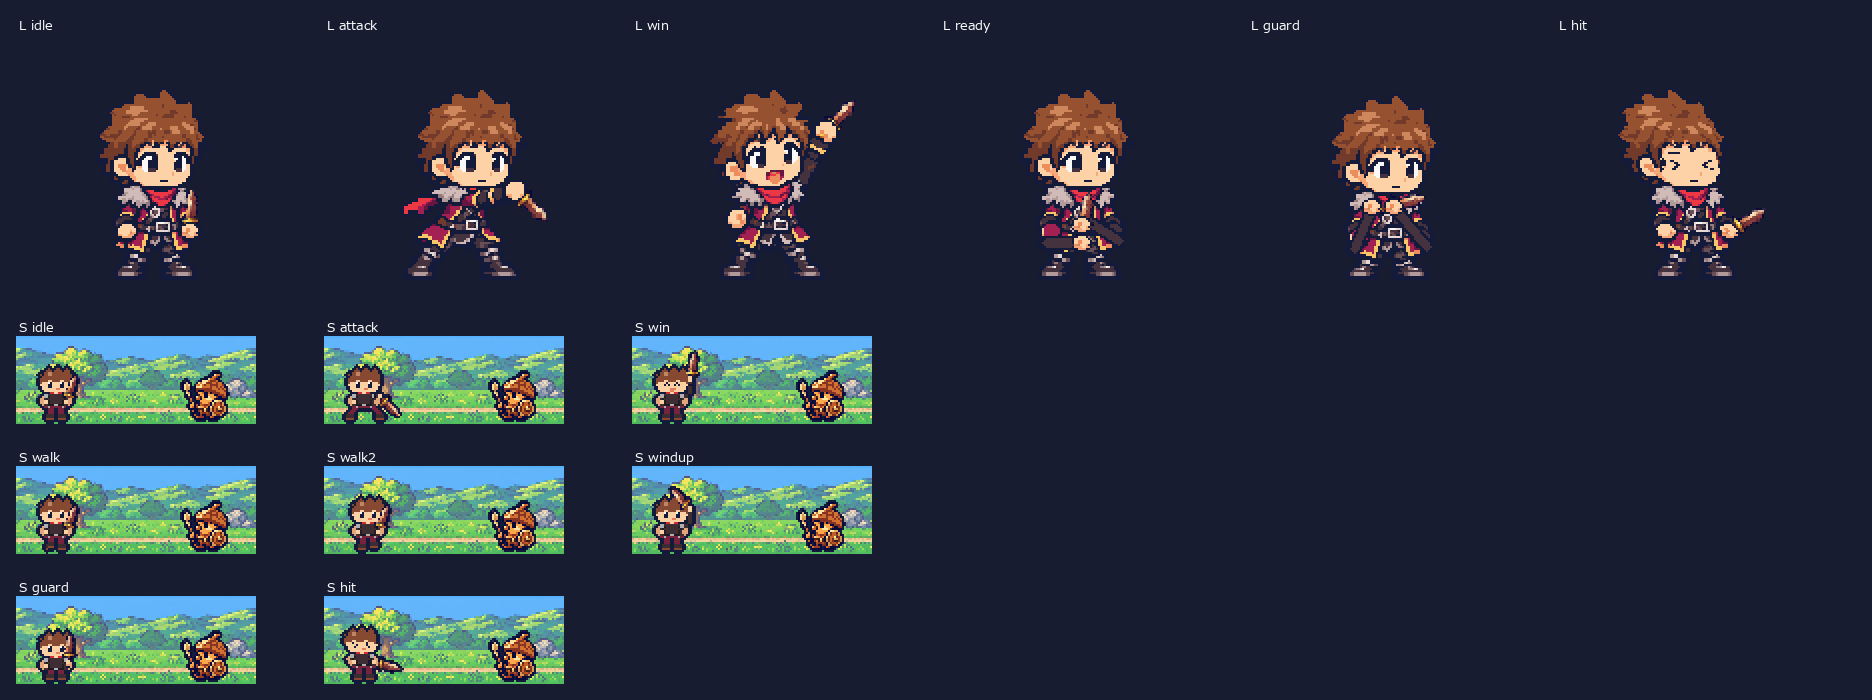 L idle
L attack
L win
L ready
L guard
L hit
S idle
S attack
S win
S walk
S walk2
S windup
S guard
S hit